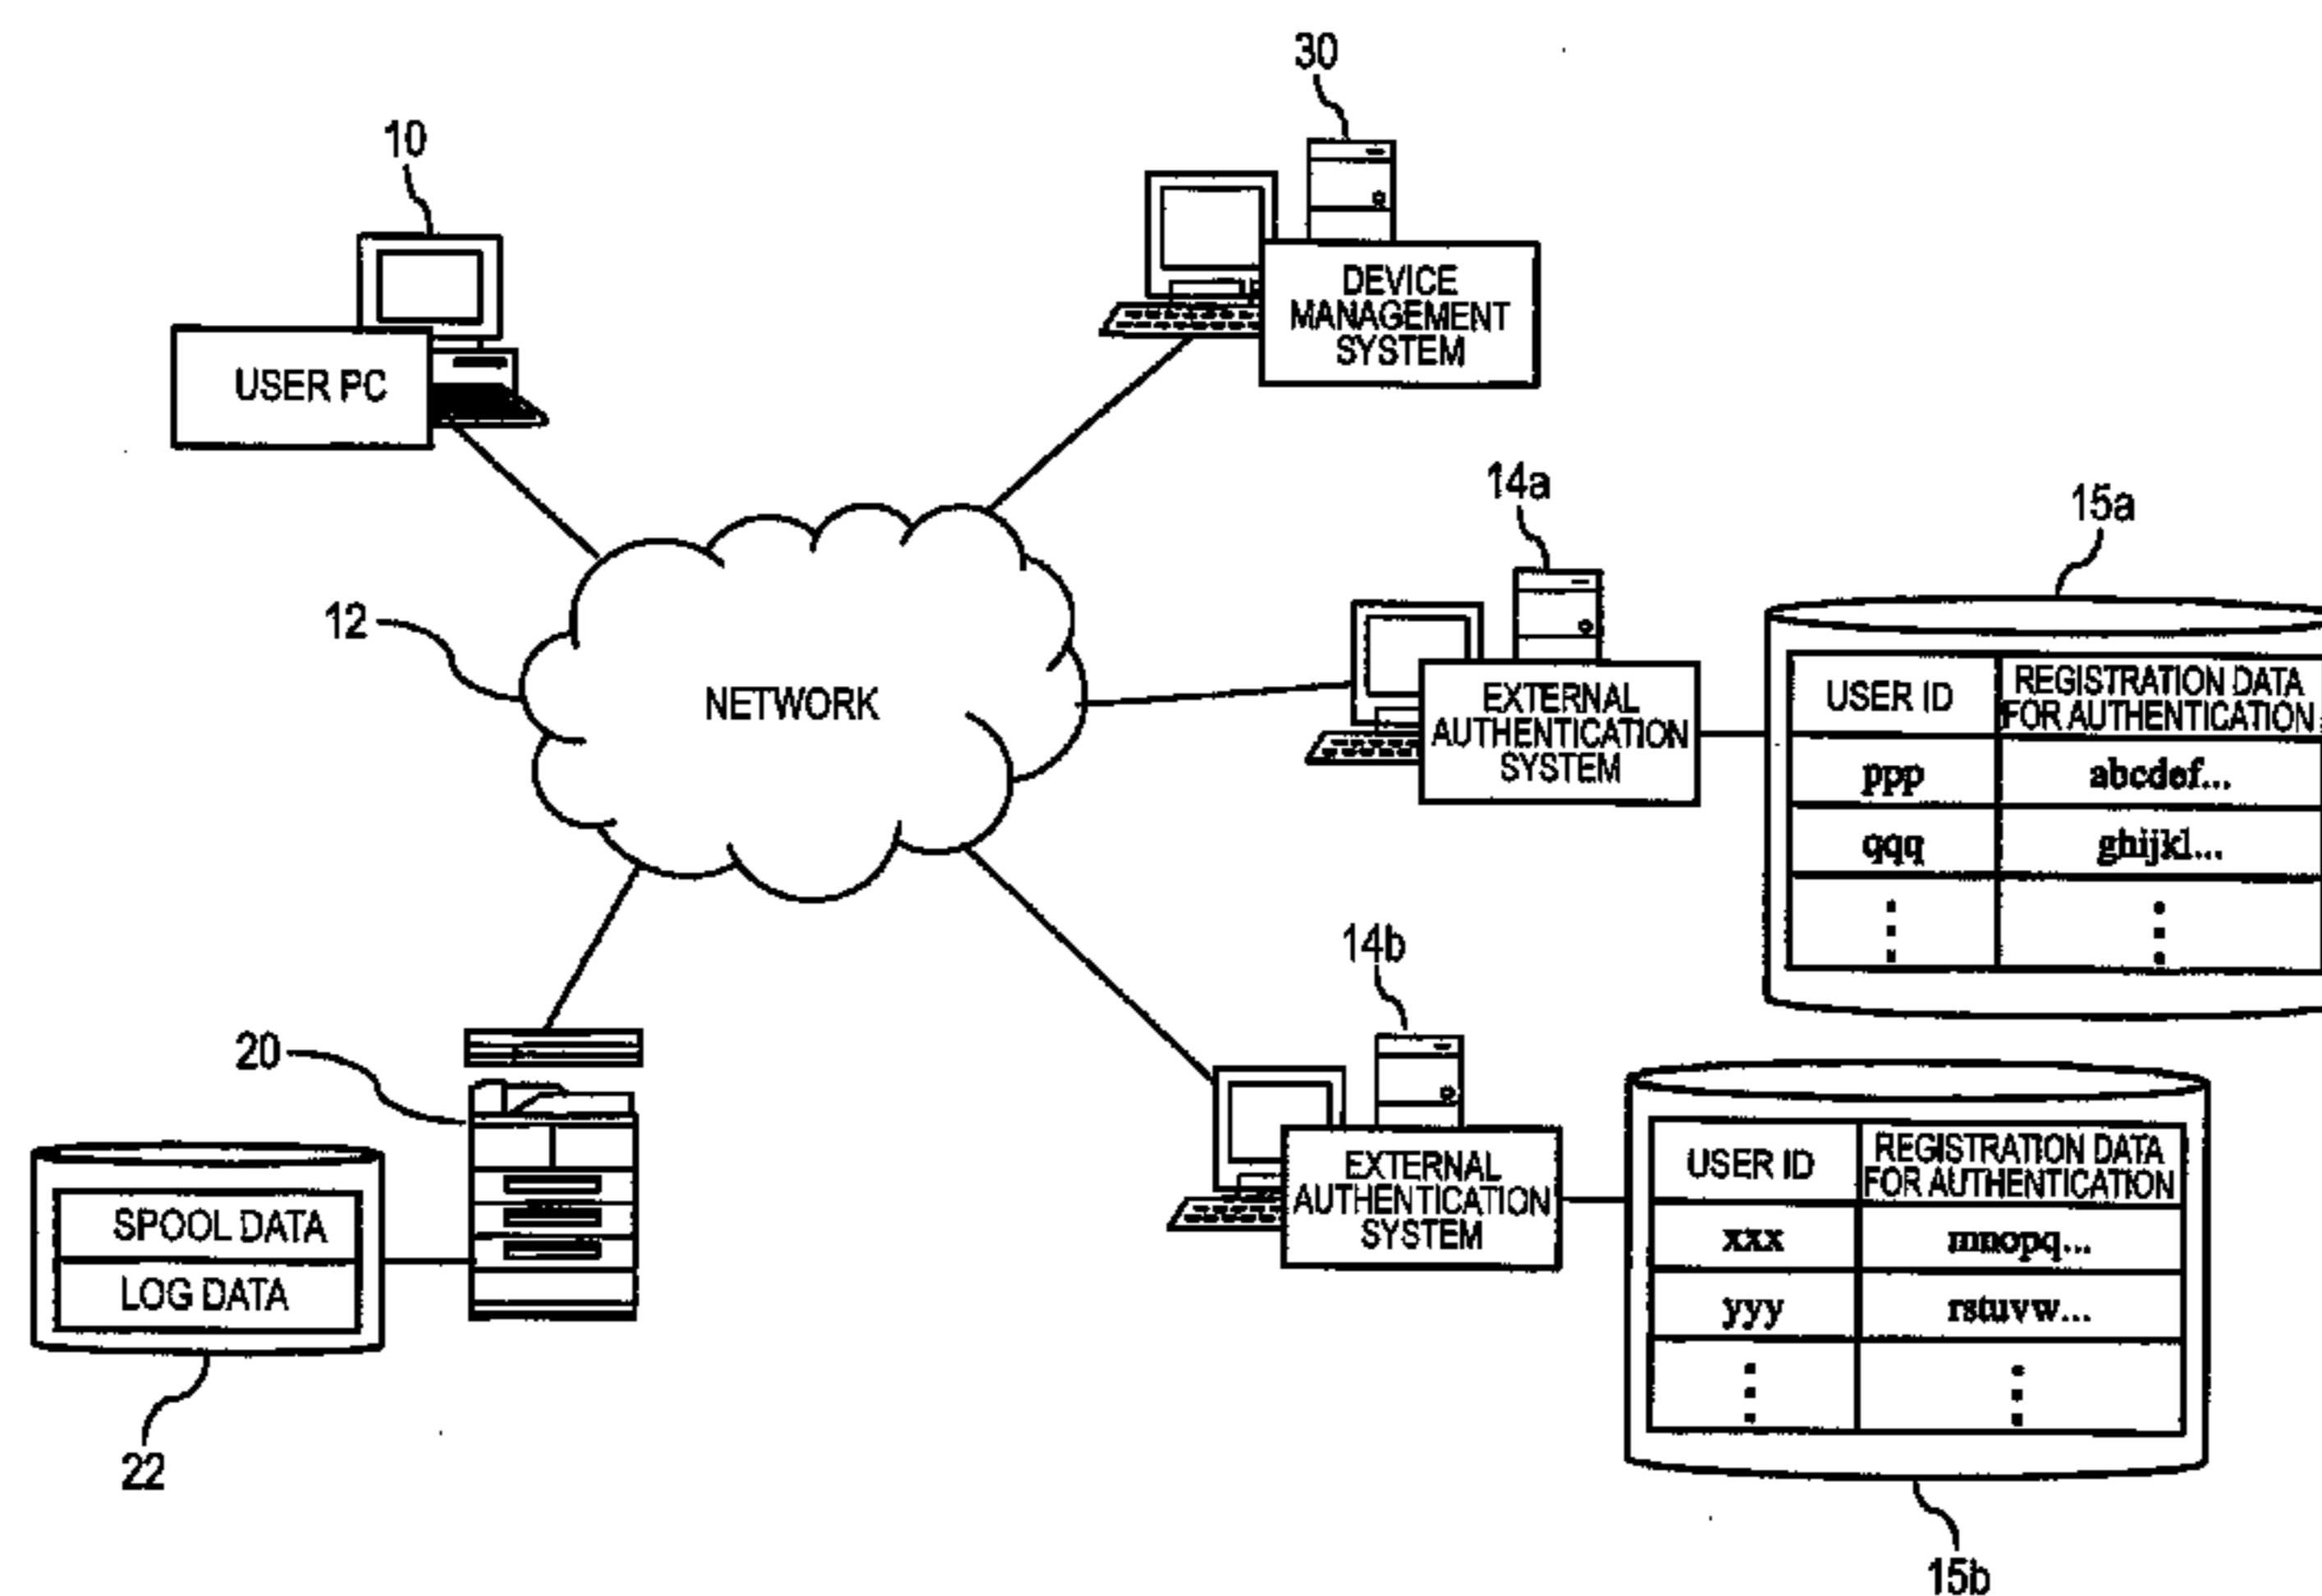 30
10
DEVICE
MANAGEMENT
SYSTEM
USER PC
14a
15a
12
NETWORK
EXTERNAL
AUTHENTICATION
SYSTEM
USER ID
REGISTRATION DATA
FOR AUTHENTICATION
ppp
abcdef...
qqq
ghijkl...
14b
20
EXTERNAL
AUTHENTICATION
SYSTEM
USER ID
REGISTRATION DATA
FOR AUTHENTICATION
xxx
mnopq...
yyy
rstuvw...
SPOOL DATA
LOG DATA
22
15b